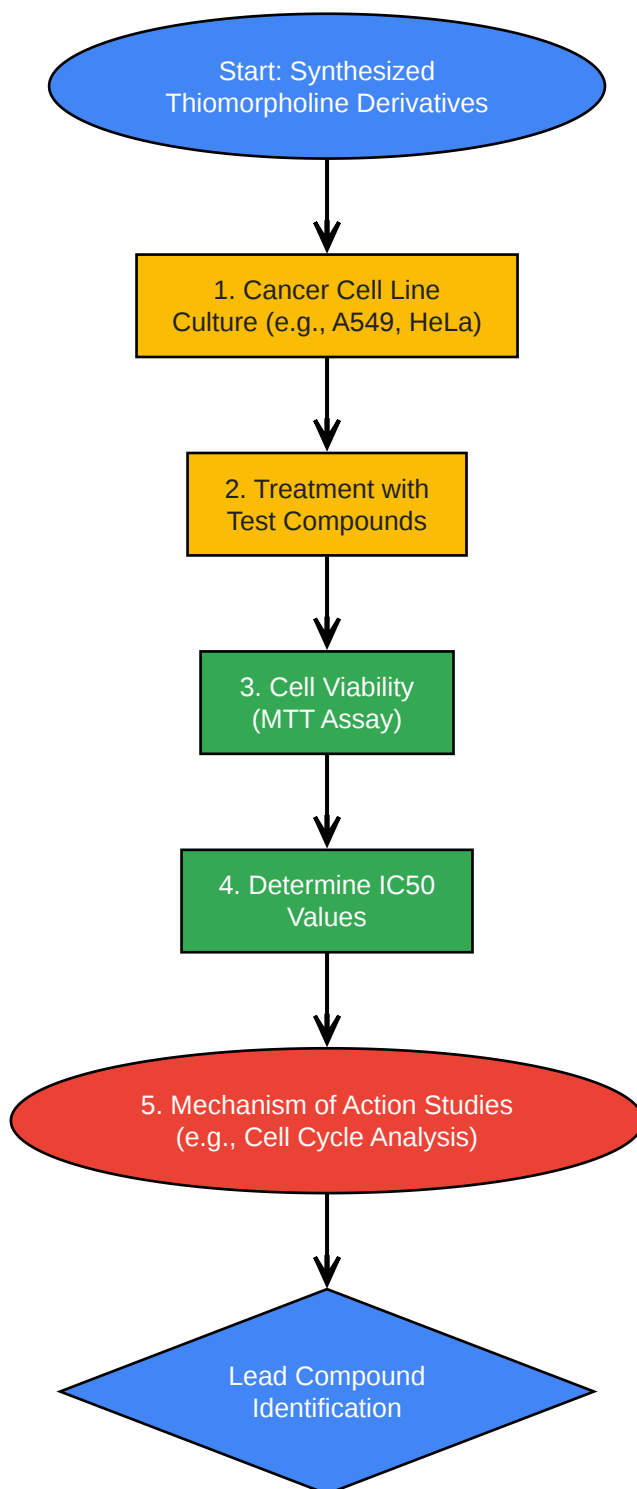 Start: Synthesized
Thiomorpholine Derivatives
1. Cancer Cell Line
Culture (e.g., A549, HeLa)
2. Treatment with
Test Compounds
3. Cell Viability
(MTT Assay)
4. Determine IC50
Values
5. Mechanism of Action Studies
(e.g., Cell Cycle Analysis)
Lead Compound
Identification